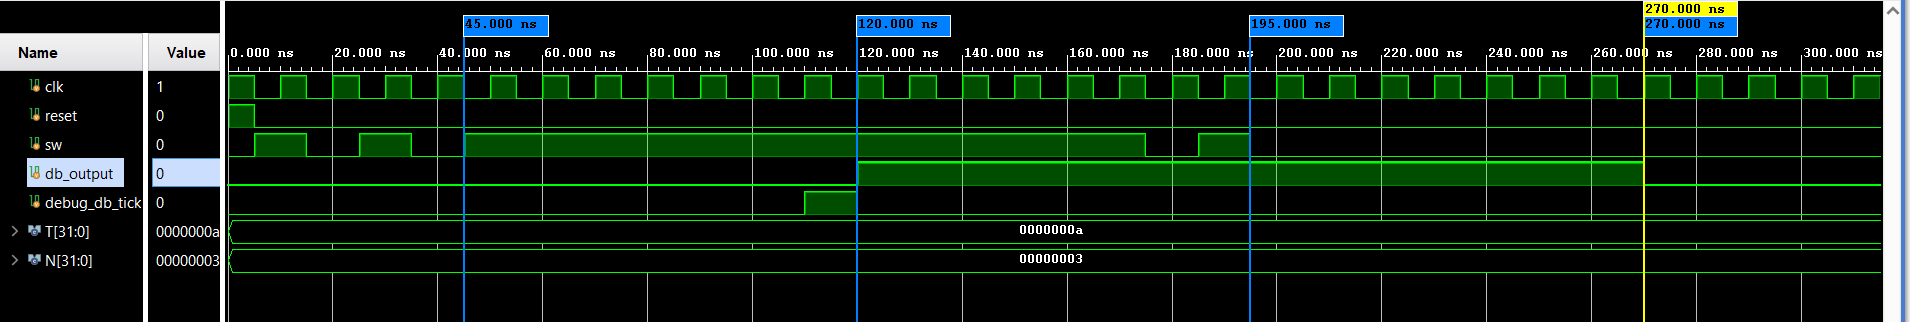 270.000 ns
45.000 ns 120.000 ns 195.000 ns 270.000 ns
Name Value 0.000 ns 20.000 ns 40.000 ns 60.000 ns 80.000 ns 100.000 ns 120.000 ns 140.000 ns 160.000 ns 180.000 ns 200.000 ns 220.000 ns 240.000 ns 260.000 ns 280.000 ns 300.000 ns
clk 1
reset 0
sw 0
db_output 0
debug_db_tick 0
T[31:0] 0000000a 0000000a
N[31:0] 00000003 00000003